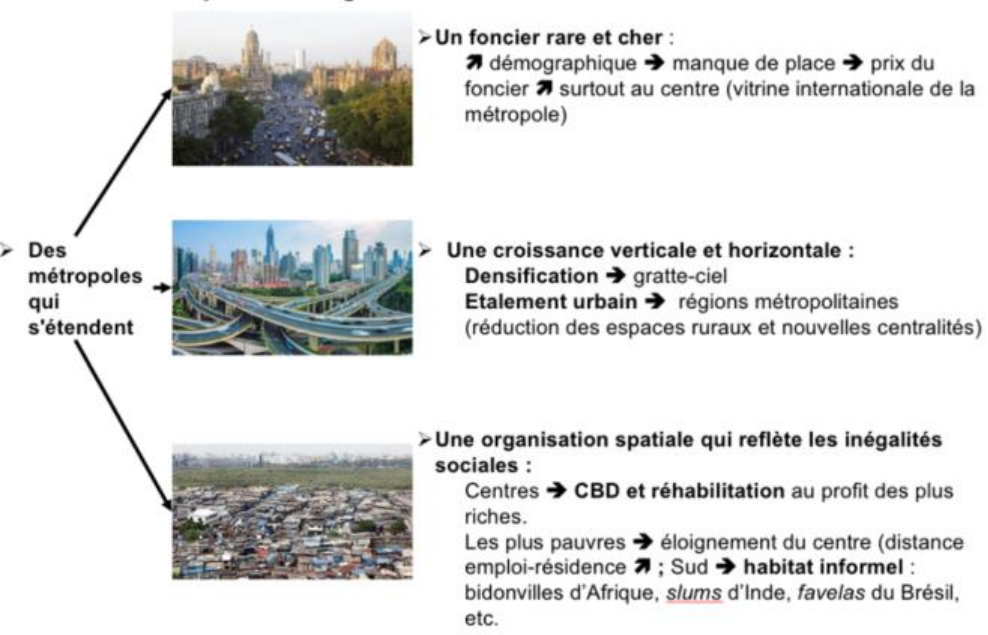 ➢ Un foncier rare et cher :
⬈ démographique ➔ manque de place ➔ prix du
foncier ⬈ surtout au centre (vitrine internationale de la
métropole)
➢ Des
métropoles
qui
s'étendent
➢ Une croissance verticale et horizontale :
Densification ➔ gratte-ciel
Etalement urbain ➔ régions métropolitaines
(réduction des espaces ruraux et nouvelles centralités)
➢ Une organisation spatiale qui reflète les inégalités
sociales :
Centres ➔ CBD et réhabilitation au profit des plus
riches.
Les plus pauvres ➔ éloignement du centre (distance
emploi-résidence ⬈ ; Sud ➔ habitat informel :
bidonvilles d'Afrique, slums d'Inde, favelas du Brésil,
etc.